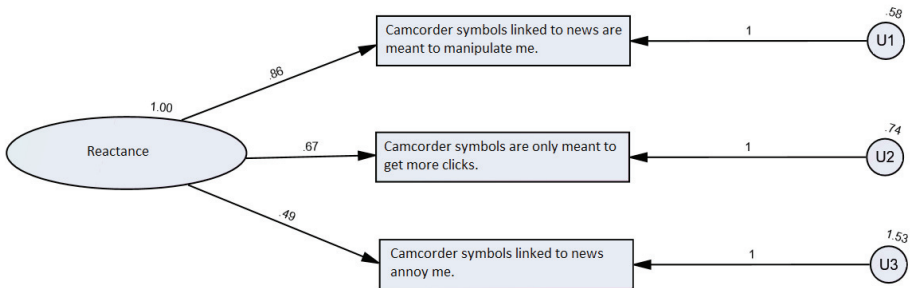 .58
Camcorder symbols linked to news are
meant to manipulate me.
1
U1
.86
1.00
Reactance
.67
Camcorder symbols are only meant to
get more clicks.
1
.74
U2
.49
Camcorder symbols linked to news
annoy me.
1
1.53
U3